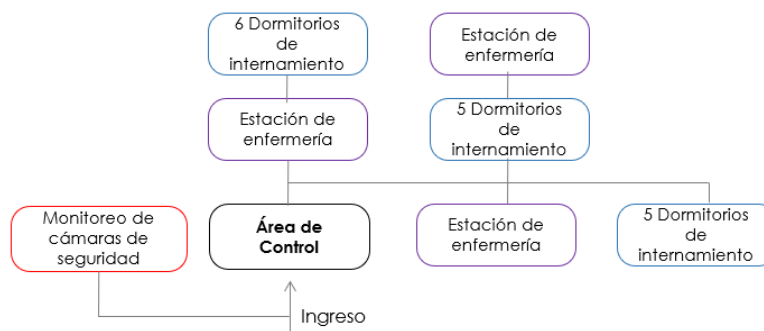 6 Dormitorios
de
internamiento
Estación de
enfermería
Estación de
enfermería
5 Dormitorios
de
internamiento
Monitoreo de
cámaras de
seguridad
Área de
Control
Estación de
enfermería
5 Dormitorios
de
internamiento
Ingreso